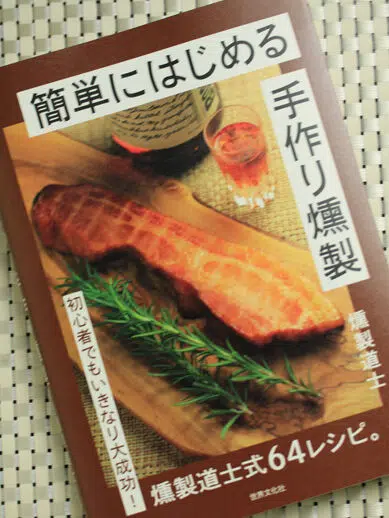 簡単にはじめる
手作り燻製
燻製道士
初心者でもいきなり大成功！
燻製道士式64レシピ。
世界文化社